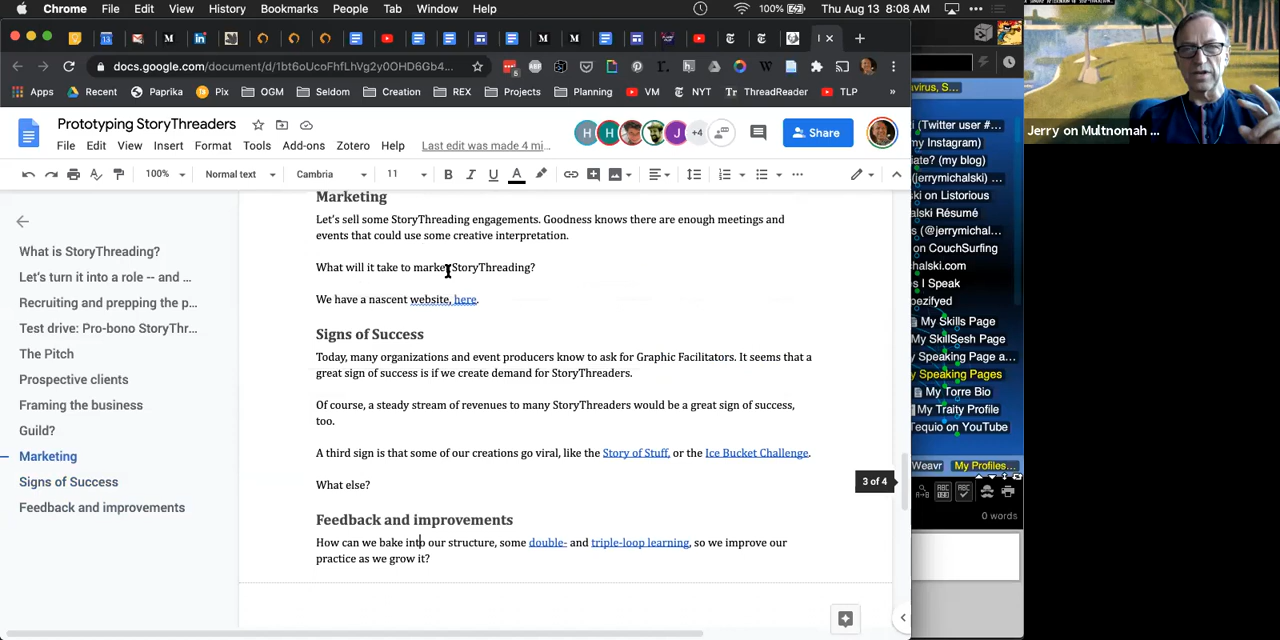 Chrome File Edit View History Bookmarks People Tab Window Help 100% Thu Aug 13 8:08 AM
docs.google.com/document/d/1bt6oUcoFhfLhVg2y0OHD6Gb4...
Apps Recent Paprika Pix OGM Seldom Creation REX Projects Planning VM NYT ThreadReader TLP »
Prototyping StoryThreaders
File Edit View Insert Format Tools Add-ons Zotero Help Last edit was made 4 mi...
H H J +4 Share
100% Normal text Cambria 11 B I U A
What is StoryThreading?
Let's turn it into a role -- and ...
Recruiting and prepping the p...
Test drive: Pro-bono StoryThr...
The Pitch
Prospective clients
Framing the business
Guild?
Marketing
Signs of Success
Feedback and improvements
Marketing
Let's sell some StoryThreading engagements. Goodness knows there are enough meetings and
events that could use some creative interpretation.
What will it take to market StoryThreading?
We have a nascent website, here.
Signs of Success
Today, many organizations and event producers know to ask for Graphic Facilitators. It seems that a
great sign of success is if we create demand for StoryThreaders.
Of course, a steady stream of revenues to many StoryThreaders would be a great sign of success,
too.
A third sign is that some of our creations go viral, like the Story of Stuff, or the Ice Bucket Challenge.
What else?
Feedback and improvements
How can we bake into our structure, some double- and triple-loop learning, so we improve our
practice as we grow it?
3 of 4
avirus, S...
ti (Twitter user #...
my Instagram)
iate? (my blog)
(jerrymichalski) ...
ski on Listorious
alski Résumé
s (@jerrymichal...
on CouchSurfing
halski.com
es I Speak
pezifyed
My Skills Page
My SkillSesh Page
y Speaking Page a...
Speaking Pages
My Torre Bio
My Traity Profile
Tequio on YouTube
Weavr My Profiles...
0 words
Jerry on Multnomah ...